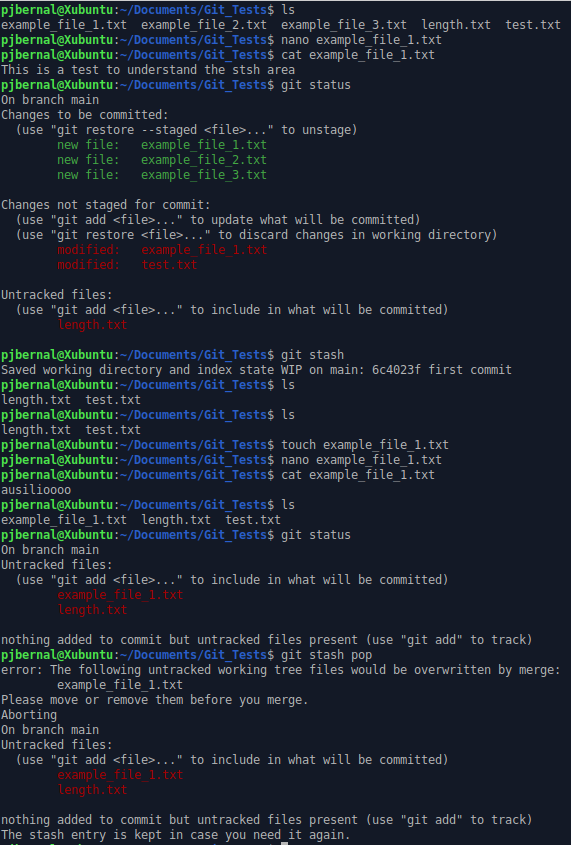 pjbernal@Xubuntu:~/Documents/Git_Tests$ ls
example_file_1.txt  example_file_2.txt  example_file_3.txt  length.txt  test.txt
pjbernal@Xubuntu:~/Documents/Git_Tests$ nano example_file_1.txt
pjbernal@Xubuntu:~/Documents/Git_Tests$ cat example_file_1.txt
This is a test to understand the stsh area
pjbernal@Xubuntu:~/Documents/Git_Tests$ git status
On branch main
Changes to be committed:
  (use "git restore --staged <file>..." to unstage)
        new file:   example_file_1.txt
        new file:   example_file_2.txt
        new file:   example_file_3.txt

Changes not staged for commit:
  (use "git add <file>..." to update what will be committed)
  (use "git restore <file>..." to discard changes in working directory)
        modified:   example_file_1.txt
        modified:   test.txt

Untracked files:
  (use "git add <file>..." to include in what will be committed)
        length.txt

pjbernal@Xubuntu:~/Documents/Git_Tests$ git stash
Saved working directory and index state WIP on main: 6c4023f first commit
pjbernal@Xubuntu:~/Documents/Git_Tests$ ls
length.txt  test.txt
pjbernal@Xubuntu:~/Documents/Git_Tests$ ls
length.txt  test.txt
pjbernal@Xubuntu:~/Documents/Git_Tests$ touch example_file_1.txt
pjbernal@Xubuntu:~/Documents/Git_Tests$ nano example_file_1.txt
pjbernal@Xubuntu:~/Documents/Git_Tests$ cat example_file_1.txt
ausilioooo
pjbernal@Xubuntu:~/Documents/Git_Tests$ ls
example_file_1.txt  length.txt  test.txt
pjbernal@Xubuntu:~/Documents/Git_Tests$ git status
On branch main
Untracked files:
  (use "git add <file>..." to include in what will be committed)
        example_file_1.txt
        length.txt

nothing added to commit but untracked files present (use "git add" to track)
pjbernal@Xubuntu:~/Documents/Git_Tests$ git stash pop
error: The following untracked working tree files would be overwritten by merge:
        example_file_1.txt
Please move or remove them before you merge.
Aborting
On branch main
Untracked files:
  (use "git add <file>..." to include in what will be committed)
        example_file_1.txt
        length.txt

nothing added to commit but untracked files present (use "git add" to track)
The stash entry is kept in case you need it again.